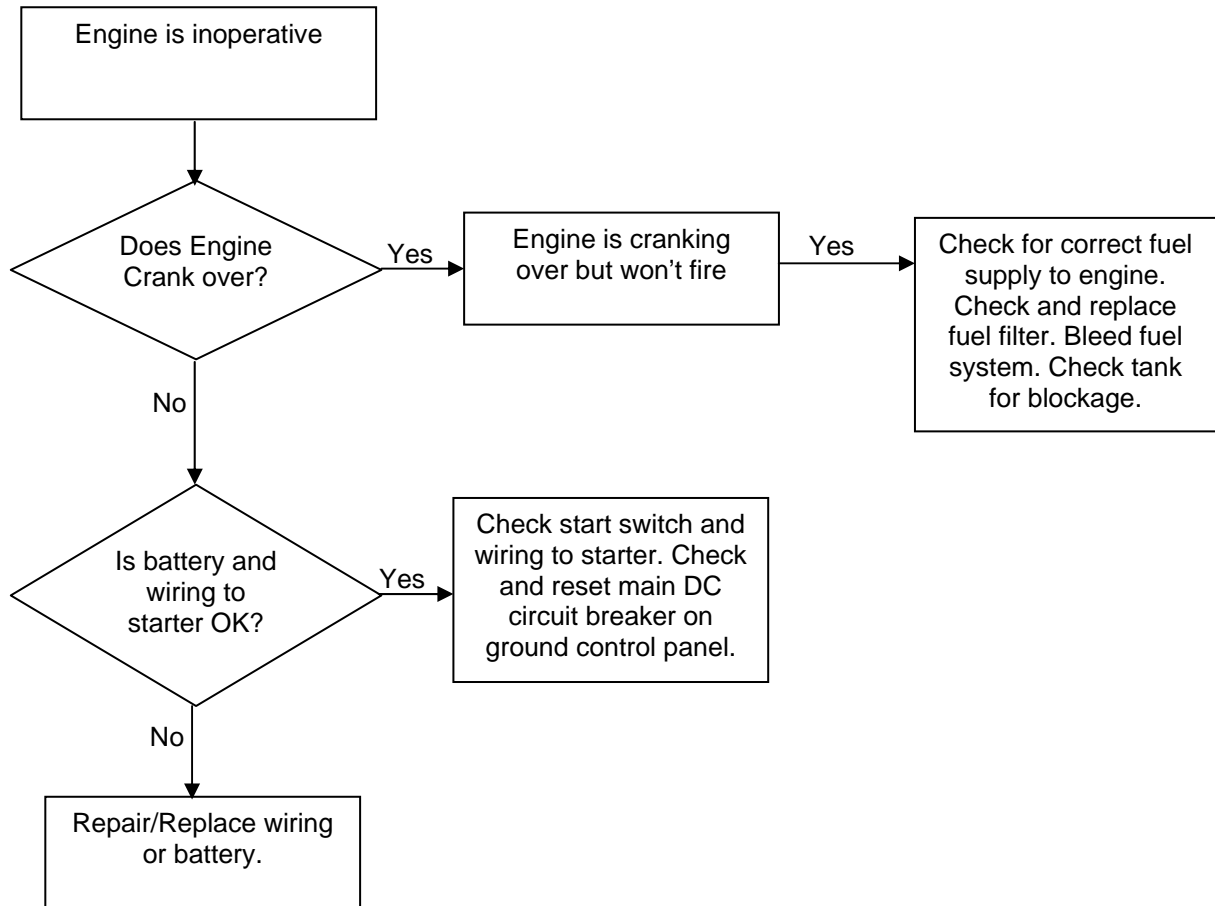 Engine is inoperative
Does Engine
Crank over?
Yes
Engine is cranking
over but won’t fire
Yes
Check for correct fuel
supply to engine.
Check and replace
fuel filter. Bleed fuel
system. Check tank
for blockage.
No
Is battery and
wiring to
starter OK?
Yes
Check start switch and
wiring to starter. Check
and reset main DC
circuit breaker on
ground control panel.
No
Repair/Replace wiring
or battery.